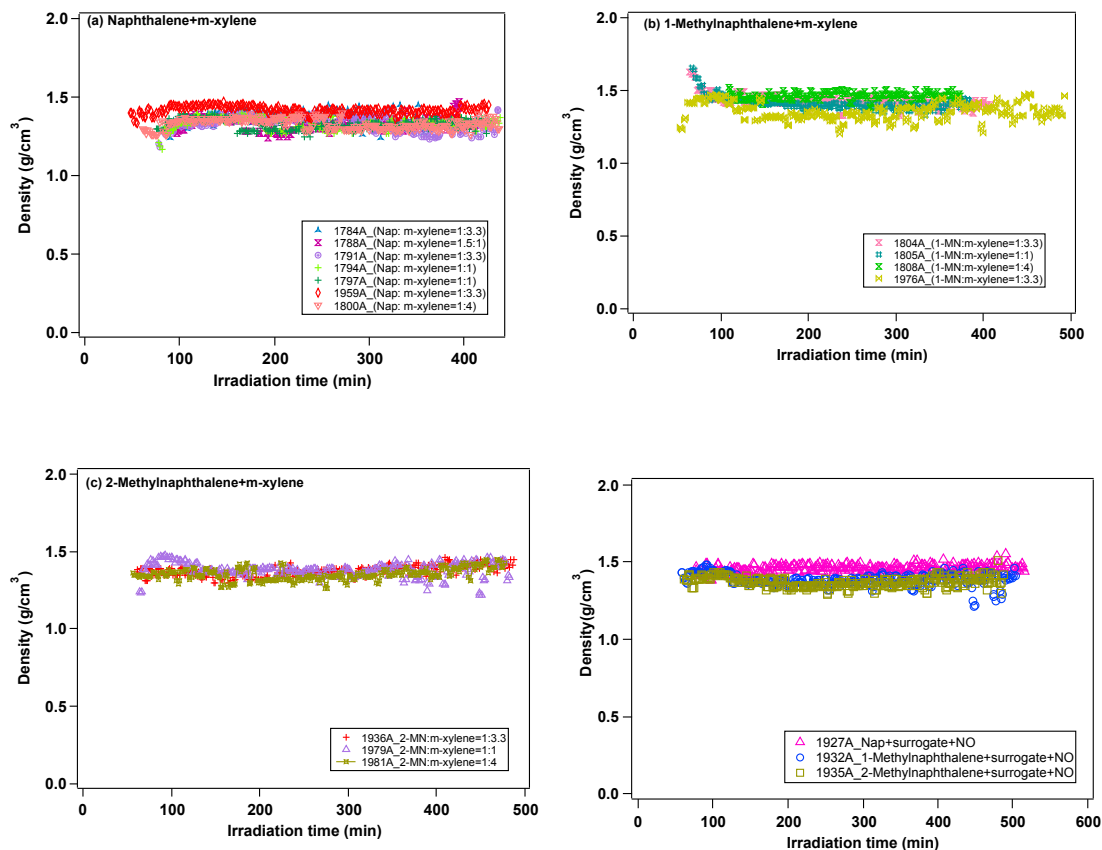 (a) Naphthalene+m-xylene
2.0
1.5
1.0
0.5
0.0
Density (g/cm3)
1784A_(Nap: m-xylene=1:3.3)
1788A_(Nap: m-xylene=1.5:1)
1791A_(Nap: m-xylene=1:3.3)
1794A_(Nap: m-xylene=1:1)
1797A_(Nap: m-xylene=1:1)
1959A_(Nap: m-xylene=1:3.3)
1800A_(Nap: m-xylene=1:4)
0 100 200 300 400
Irradiation time (min)
(b) 1-Methylnaphthalene+m-xylene
2.0
1.5
1.0
0.5
0.0
Density (g/cm3)
1804A_(1-MN:m-xylene=1:3.3)
1805A_(1-MN:m-xylene=1:1)
1808A_(1-MN:m-xylene=1:4)
1976A_(1-MN:m-xylene=1:3.3)
0 100 200 300 400 500
Irradiation time (min)
(c) 2-Methylnaphthalene+m-xylene
2.0
1.5
1.0
0.5
0.0
Density (g/cm3)
1936A_2-MN:m-xylene=1:3.3
1979A_2-MN:m-xylene=1:1
1981A_2-MN:m-xylene=1:4
0 100 200 300 400 500
Irradiation time (min)
2.0
1.5
1.0
0.5
0.0
Density(g/cm3)
1927A_Nap+surrogate+NO
1932A_1-Methylnaphthalene+surrogate+NO
1935A_2-Methylnaphthalene+surrogate+NO
0 100 200 300 400 500 600
Irradiation time (min)